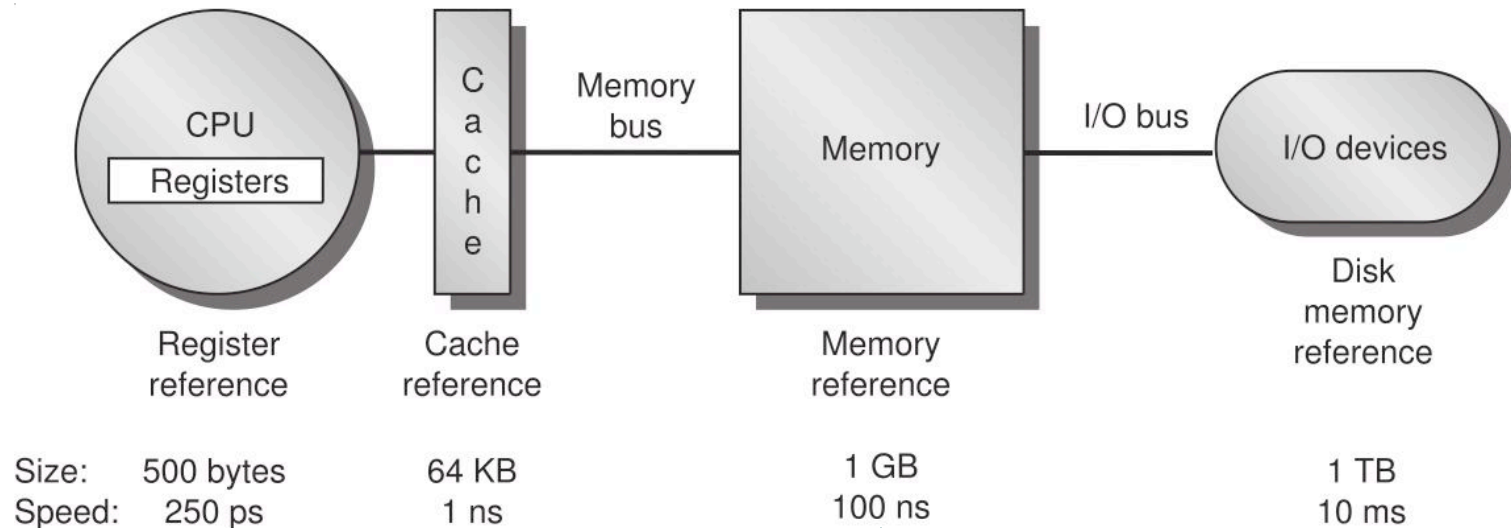 CPU
Registers
C
a
c
h
e
Memory
bus
Memory
I/O bus
I/O devices
Register
reference
Cache
reference
Memory
reference
Disk
memory
reference
Size: 500 bytes 64 KB 1 GB 1 TB
Speed: 250 ps 1 ns 100 ns 10 ms